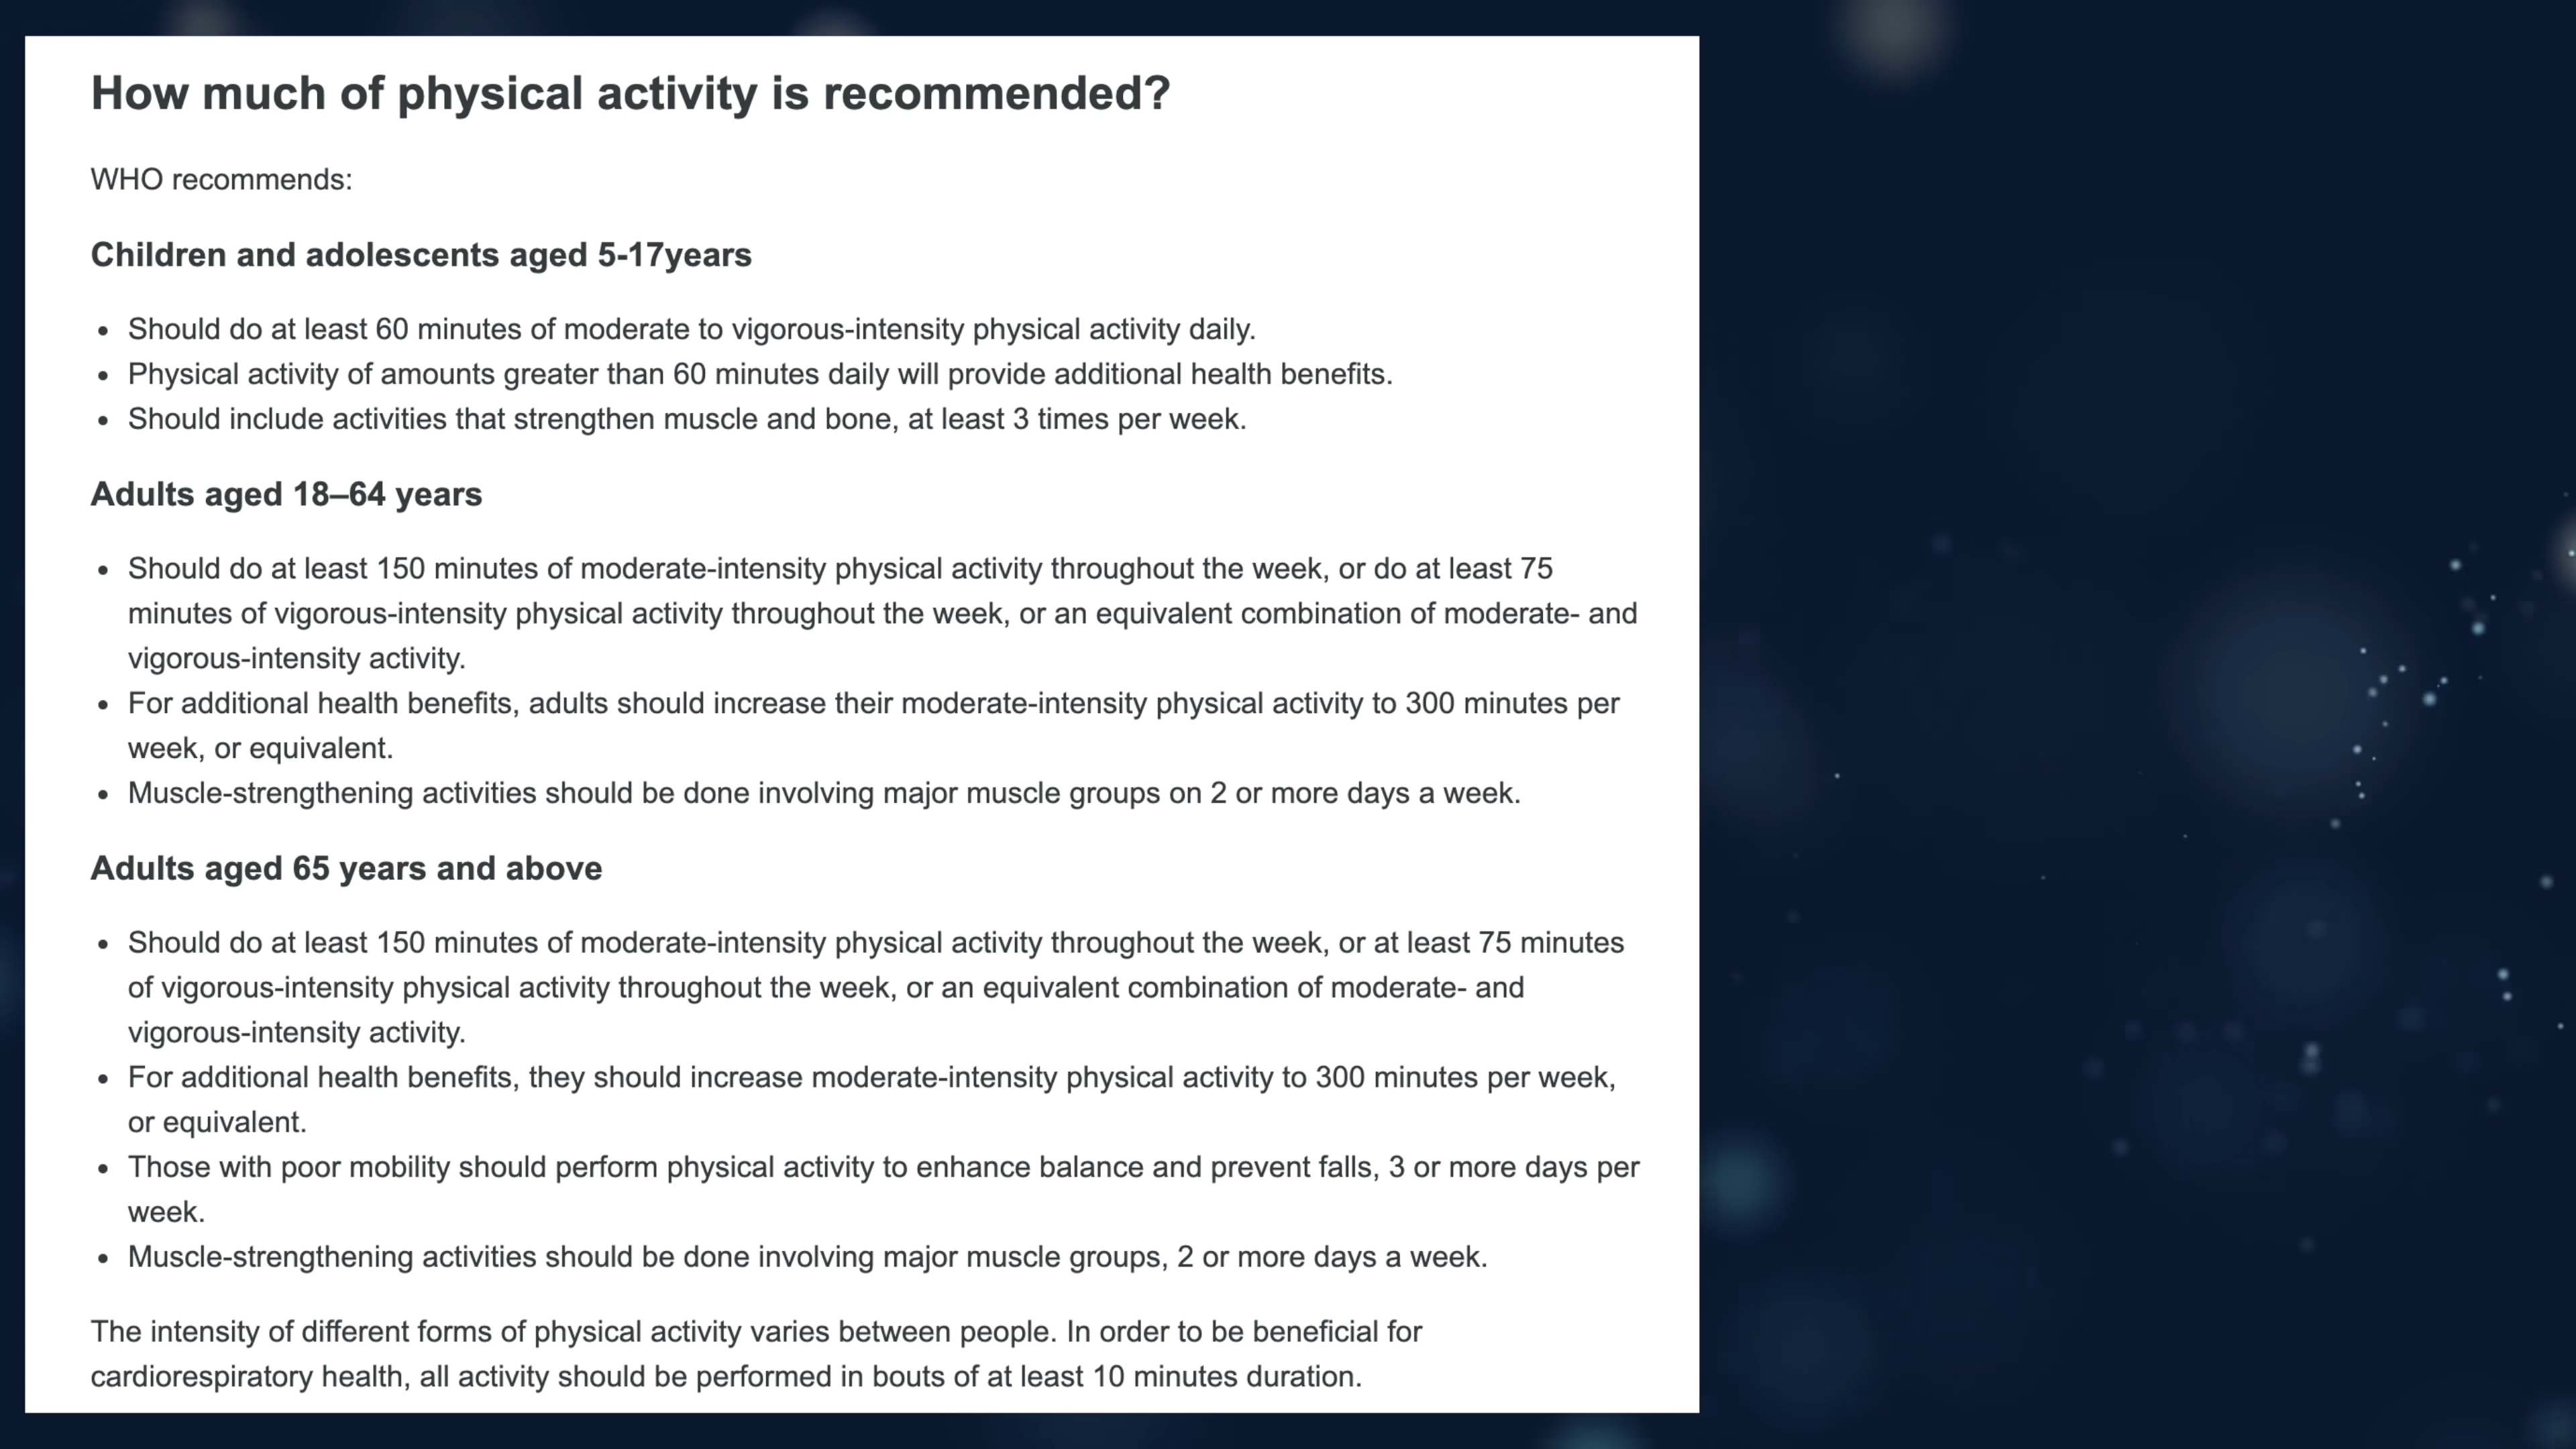 How much of physical activity is recommended?
WHO recommends:
Children and adolescents aged 5-17years
• Should do at least 60 minutes of moderate to vigorous-intensity physical activity daily.
• Physical activity of amounts greater than 60 minutes daily will provide additional health benefits.
• Should include activities that strengthen muscle and bone, at least 3 times per week.
Adults aged 18–64 years
• Should do at least 150 minutes of moderate-intensity physical activity throughout the week, or do at least 75
minutes of vigorous-intensity physical activity throughout the week, or an equivalent combination of moderate- and
vigorous-intensity activity.
• For additional health benefits, adults should increase their moderate-intensity physical activity to 300 minutes per
week, or equivalent.
• Muscle-strengthening activities should be done involving major muscle groups on 2 or more days a week.
Adults aged 65 years and above
• Should do at least 150 minutes of moderate-intensity physical activity throughout the week, or at least 75 minutes
of vigorous-intensity physical activity throughout the week, or an equivalent combination of moderate- and
vigorous-intensity activity.
• For additional health benefits, they should increase moderate-intensity physical activity to 300 minutes per week,
or equivalent.
• Those with poor mobility should perform physical activity to enhance balance and prevent falls, 3 or more days per
week.
• Muscle-strengthening activities should be done involving major muscle groups, 2 or more days a week.
The intensity of different forms of physical activity varies between people. In order to be beneficial for
cardiorespiratory health, all activity should be performed in bouts of at least 10 minutes duration.